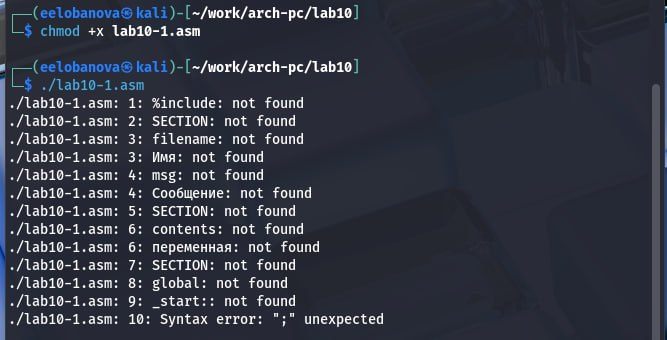 (eelobanova㉿kali)-[~/work/arch-pc/lab10]
$ chmod +x lab10-1.asm
(eelobanova㉿kali)-[~/work/arch-pc/lab10]
$ ./lab10-1.asm
./lab10-1.asm: 1: %include: not found
./lab10-1.asm: 2: SECTION: not found
./lab10-1.asm: 3: filename: not found
./lab10-1.asm: 3: Имя: not found
./lab10-1.asm: 4: msg: not found
./lab10-1.asm: 4: Сообщение: not found
./lab10-1.asm: 5: SECTION: not found
./lab10-1.asm: 6: contents: not found
./lab10-1.asm: 6: переменная: not found
./lab10-1.asm: 7: SECTION: not found
./lab10-1.asm: 8: global: not found
./lab10-1.asm: 9: _start:: not found
./lab10-1.asm: 10: Syntax error: ";" unexpected